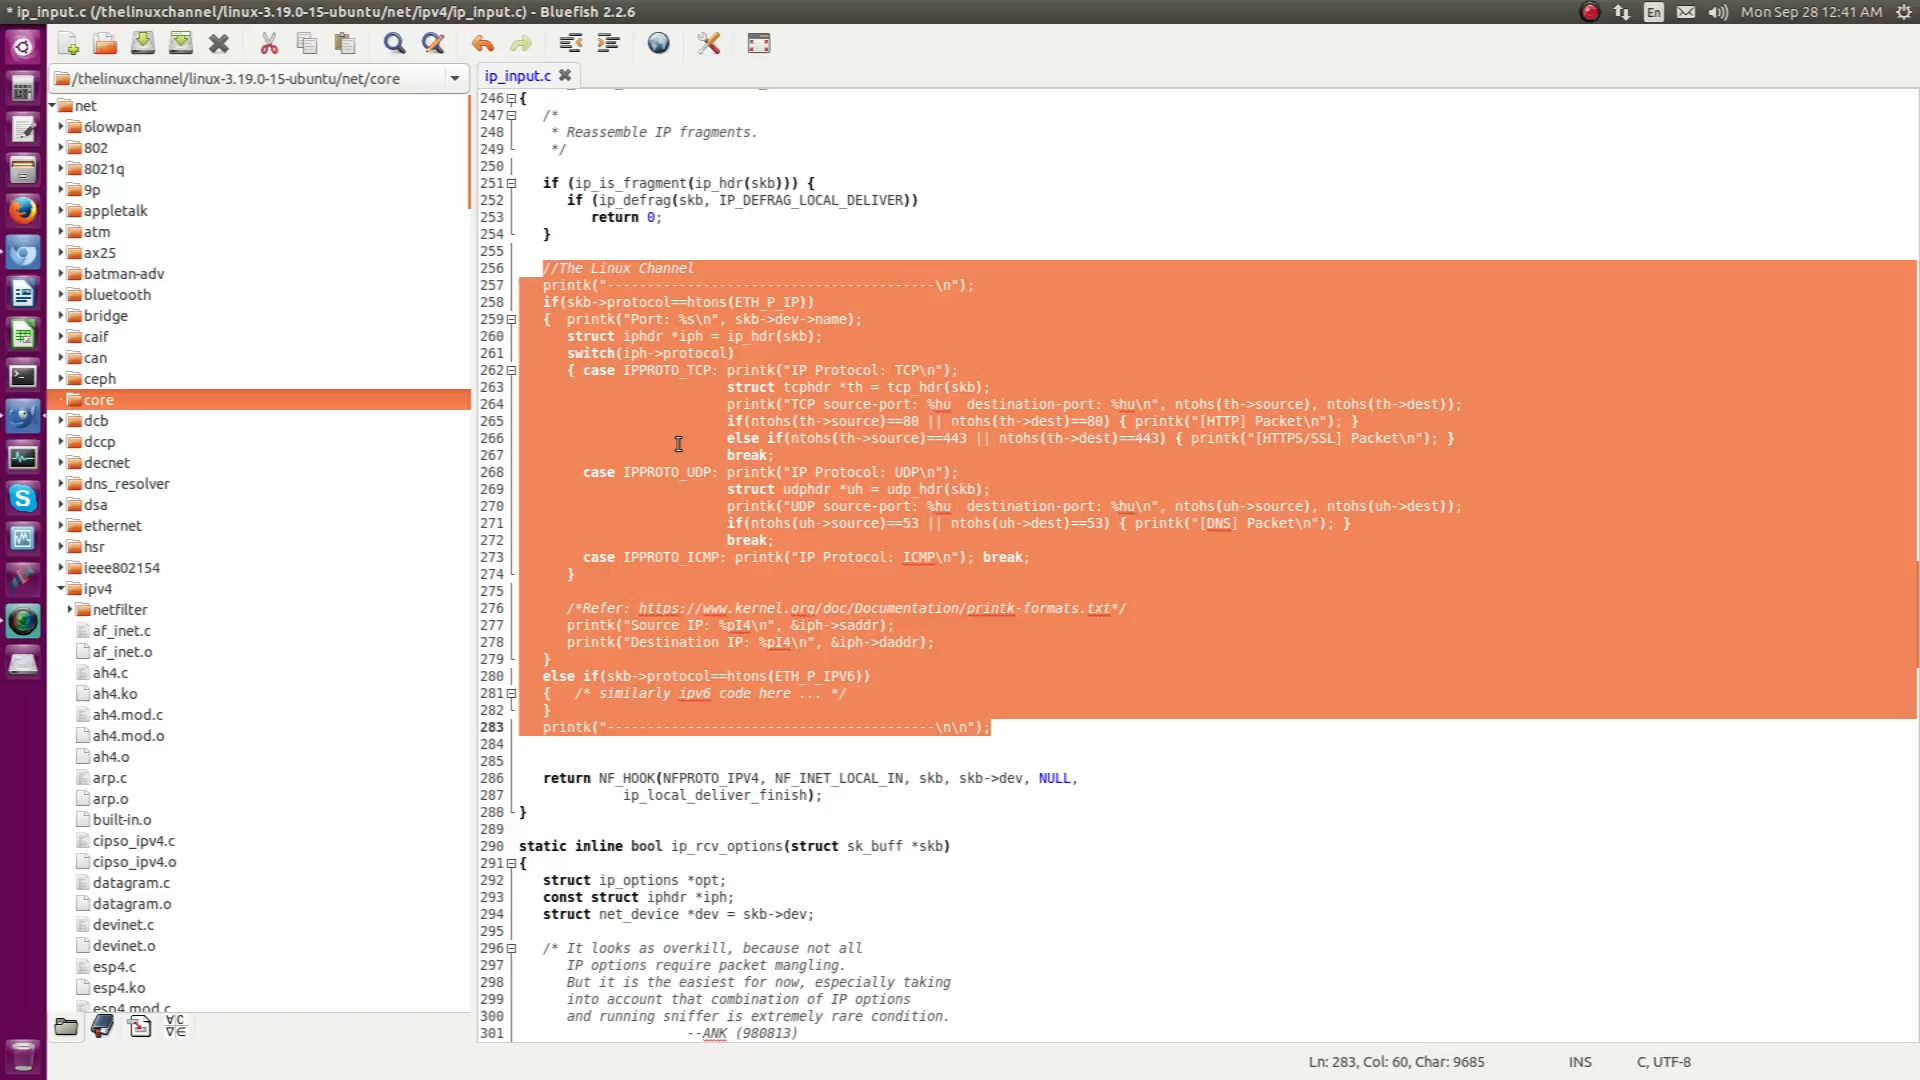 * ip_input.c (/thelinuxchannel/linux-3.19.0-15-ubuntu/net/ipv4/ip_input.c) - Bluefish 2.2.6
En
Mon Sep 28 12:41 AM
/thelinuxchannel/linux-3.19.0-15-ubuntu/net/core
net
6lowpan
802
8021q
9p
appletalk
atm
ax25
batman-adv
bluetooth
bridge
caif
can
ceph
core
dcb
dccp
decnet
dns_resolver
dsa
ethernet
hsr
ieee802154
ipv4
netfilter
af_inet.c
af_inet.o
ah4.c
ah4.ko
ah4.mod.c
ah4.mod.o
ah4.o
arp.c
arp.o
built-in.o
cipso_ipv4.c
cipso_ipv4.o
datagram.c
datagram.o
devinet.c
devinet.o
esp4.c
esp4.ko
esp4.mod.c
ip_input.c
246 {
247 /*
248 * Reassemble IP fragments.
249 */
250
251 if (ip_is_fragment(ip_hdr(skb))) {
252 if (ip_defrag(skb, IP_DEFRAG_LOCAL_DELIVER))
253 return 0;
254 }
255
256 //The Linux Channel
257 printk("-----------------------------------------\n");
258 if(skb->protocol==htons(ETH_P_IP))
259 { printk("Port: %s\n", skb->dev->name);
260 struct iphdr *iph = ip_hdr(skb);
261 switch(iph->protocol)
262 { case IPPROTO_TCP: printk("IP Protocol: TCP\n");
263 struct tcphdr *th = tcp_hdr(skb);
264 printk("TCP source-port: %hu  destination-port: %hu\n", ntohs(th->source), ntohs(th->dest));
265 if(ntohs(th->source)==80 || ntohs(th->dest)==80) { printk("[HTTP] Packet\n"); }
266 else if(ntohs(th->source)==443 || ntohs(th->dest)==443) { printk("[HTTPS/SSL] Packet\n"); }
267 break;
268 case IPPROTO_UDP: printk("IP Protocol: UDP\n");
269 struct udphdr *uh = udp_hdr(skb);
270 printk("UDP source-port: %hu  destination-port: %hu\n", ntohs(uh->source), ntohs(uh->dest));
271 if(ntohs(uh->source)==53 || ntohs(uh->dest)==53) { printk("[DNS] Packet\n"); }
272 break;
273 case IPPROTO_ICMP: printk("IP Protocol: ICMP\n"); break;
274 }
275
276 /*Refer: https://www.kernel.org/doc/Documentation/printk-formats.txt*/
277 printk("Source IP: %pI4\n", &iph->saddr);
278 printk("Destination IP: %pI4\n", &iph->daddr);
279 }
280 else if(skb->protocol==htons(ETH_P_IPV6))
281 { /* similarly ipv6 code here ... */
282 }
283 printk("-----------------------------------------\n\n");
284
285
286 return NF_HOOK(NFPROTO_IPV4, NF_INET_LOCAL_IN, skb, skb->dev, NULL,
287 ip_local_deliver_finish);
288 }
289
290 static inline bool ip_rcv_options(struct sk_buff *skb)
291 {
292 struct ip_options *opt;
293 const struct iphdr *iph;
294 struct net_device *dev = skb->dev;
295
296 /* It looks as overkill, because not all
297 IP options require packet mangling.
298 But it is the easiest for now, especially taking
299 into account that combination of IP options
300 and running sniffer is extremely rare condition.
301 --ANK (980813)
Ln: 283, Col: 60, Char: 9685
INS
C, UTF-8